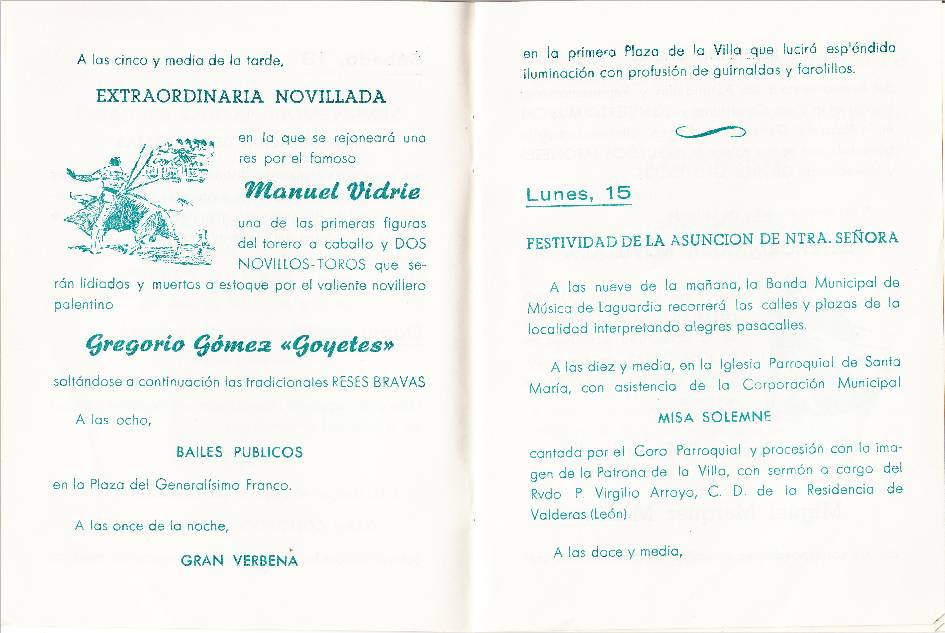 A las cinco y media de la tarde,
EXTRAORDINARIA NOVILLADA
en la que se rejoneará una
res por el famoso
Manuel Vidrie
una de las primeras figuras
del torero a caballo y DOS
NOVILLOS-TOROS que se-
rán lidiados y muertos a estoque por el valiente novillero
palentino
Gregorio Gómez «Goyetes»
soltándose a continuación las tradicionales RESES BRAVAS
A las ocho,
BAILES PUBLICOS
en la Plaza del Generalísimo Franco.
A las once de la noche,
GRAN VERBENA
en la primera Plaza de la Villa que lucirá esp'éndida
iluminación con profusión de guirnaldas y farolillos.
Lunes, 15
FESTIVIDAD DE LA ASUNCION DE NTRA. SEÑORA
A las nueve de la mañana, la Banda Municipal de
Música de Laguardia recorrerá las calles y plazas de la
localidad interpretando alegres pasacalles.
A las diez y media, en la Iglesia Parroquial de Santa
María, con asistencia de la Corporación Municipal
MISA SOLEMNE
cantada por el Coro Parroquial y procesión con la ima-
gen de la Patrona de la Villa, con sermón a cargo del
Rvdo P. Virgilio Arroyo, C. D. de la Residencia de
Valderas (León).
A las doce y media,